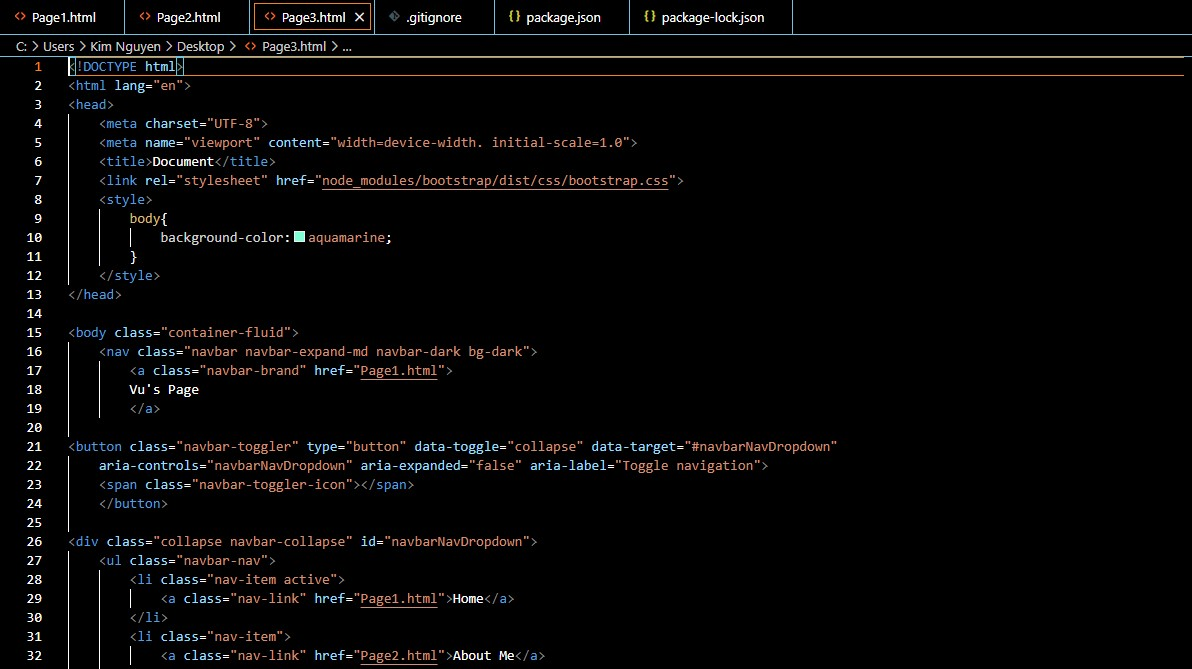 Page1.html Page2.html Page3.html .gitignore {} package.json {} package-lock.json
C: > Users > Kim Nguyen > Desktop > Page3.html > ...
1 <!DOCTYPE html>
2 <html lang="en">
3 <head>
4 <meta charset="UTF-8">
5 <meta name="viewport" content="width=device-width. initial-scale=1.0">
6 <title>Document</title>
7 <link rel="stylesheet" href="node_modules/bootstrap/dist/css/bootstrap.css">
8 <style>
9 body{
10 background-color: aquamarine;
11 }
12 </style>
13 </head>
14
15 <body class="container-fluid">
16 <nav class="navbar navbar-expand-md navbar-dark bg-dark">
17 <a class="navbar-brand" href="Page1.html">
18 Vu's Page
19 </a>
20
21 <button class="navbar-toggler" type="button" data-toggle="collapse" data-target="#navbarNavDropdown"
22 aria-controls="navbarNavDropdown" aria-expanded="false" aria-label="Toggle navigation">
23 <span class="navbar-toggler-icon"></span>
24 </button>
25
26 <div class="collapse navbar-collapse" id="navbarNavDropdown">
27 <ul class="navbar-nav">
28 <li class="nav-item active">
29 <a class="nav-link" href="Page1.html">Home</a>
30 </li>
31 <li class="nav-item">
32 <a class="nav-link" href="Page2.html">About Me</a>